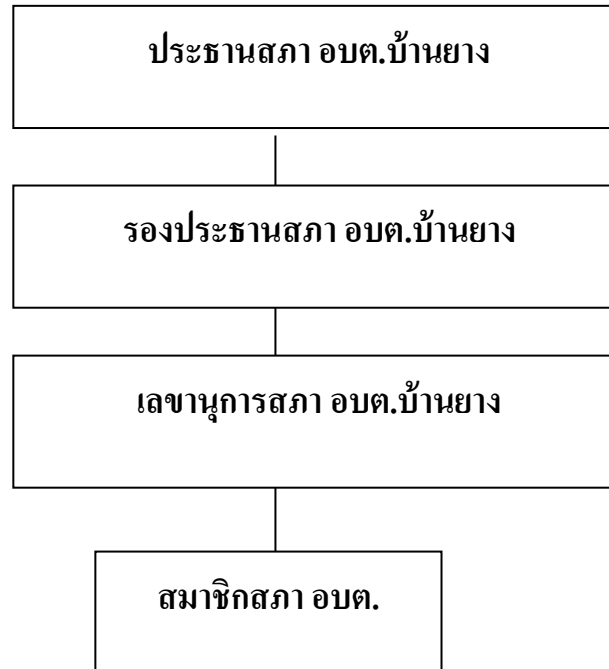 ประธานสภา อบต.บ้านยาง
รองประธานสภา อบต.บ้านยาง
เลขานุการสภา อบต.บ้านยาง
สมาชิกสภา อบต.